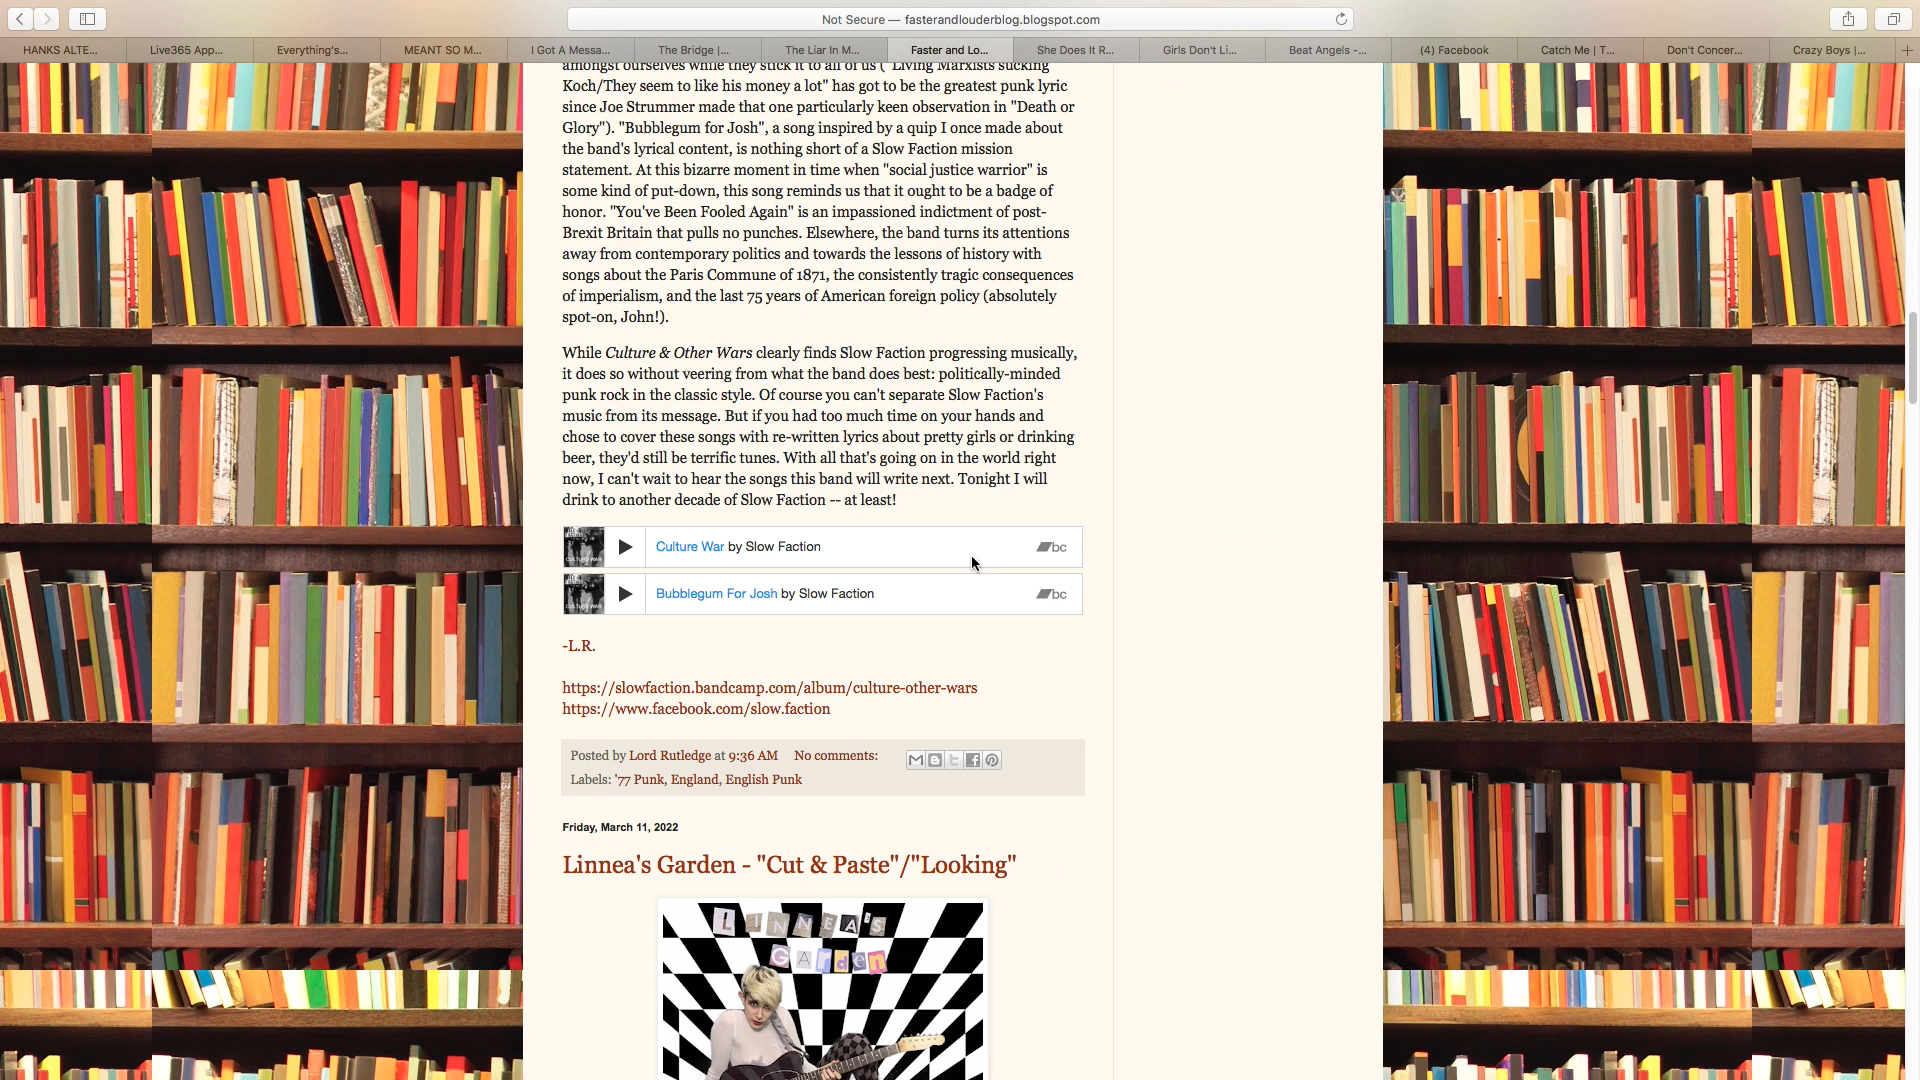 Not Secure — fasterandlouderblog.blogspot.com
HANKS ALTE...
Live365 App...
Everything's...
MEANT SO M...
I Got A Messa...
The Bridge |...
The Liar In M...
Faster and Lo...
She Does It R...
Girls Don't Li...
Beat Angels -...
(4) Facebook
Catch Me | T...
Don't Concer...
Crazy Boys |...
amongst ourselves while they stick it to all of us ("Living Marxists sucking
Koch/They seem to like his money a lot" has got to be the greatest punk lyric
since Joe Strummer made that one particularly keen observation in "Death or
Glory"). "Bubblegum for Josh", a song inspired by a quip I once made about
the band's lyrical content, is nothing short of a Slow Faction mission
statement. At this bizarre moment in time when "social justice warrior" is
some kind of put-down, this song reminds us that it ought to be a badge of
honor. "You've Been Fooled Again" is an impassioned indictment of post-
Brexit Britain that pulls no punches. Elsewhere, the band turns its attentions
away from contemporary politics and towards the lessons of history with
songs about the Paris Commune of 1871, the consistently tragic consequences
of imperialism, and the last 75 years of American foreign policy (absolutely
spot-on, John!).
While Culture & Other Wars clearly finds Slow Faction progressing musically,
it does so without veering from what the band does best: politically-minded
punk rock in the classic style. Of course you can't separate Slow Faction's
music from its message. But if you had too much time on your hands and
chose to cover these songs with re-written lyrics about pretty girls or drinking
beer, they'd still be terrific tunes. With all that's going on in the world right
now, I can't wait to hear the songs this band will write next. Tonight I will
drink to another decade of Slow Faction -- at least!
Culture War by Slow Faction
bc
Bubblegum For Josh by Slow Faction
bc
-L.R.
https://slowfaction.bandcamp.com/album/culture-other-wars
https://www.facebook.com/slow.faction
Posted by Lord Rutledge at 9:36 AM No comments:
Labels: '77 Punk, England, English Punk
Friday, March 11, 2022
Linnea's Garden - "Cut & Paste"/"Looking"
LINNEA'S
GARden